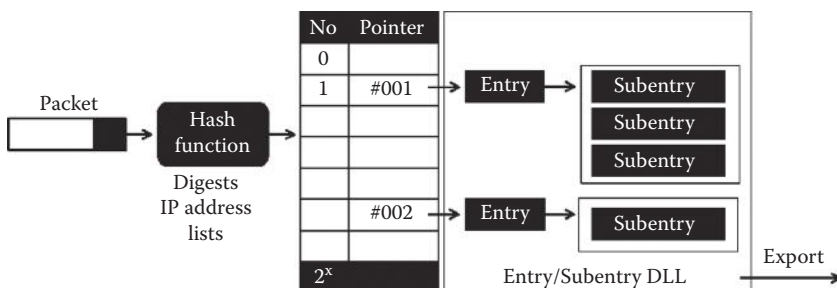 No Pointer
0
1 #001
Entry
Subentry
Subentry
Subentry
Packet
Hash
function
Digests
IP address
lists
#002
Entry
Subentry
2ˣ
Entry/Subentry DLL
Export